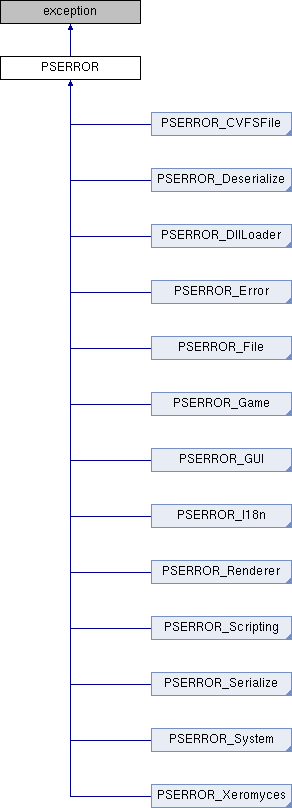 exception
PSERROR
PSERROR_CVFSFile
PSERROR_Deserialize
PSERROR_DllLoader
PSERROR_Error
PSERROR_File
PSERROR_Game
PSERROR_GUI
PSERROR_I18n
PSERROR_Renderer
PSERROR_Scripting
PSERROR_Serialize
PSERROR_System
PSERROR_Xeromyces